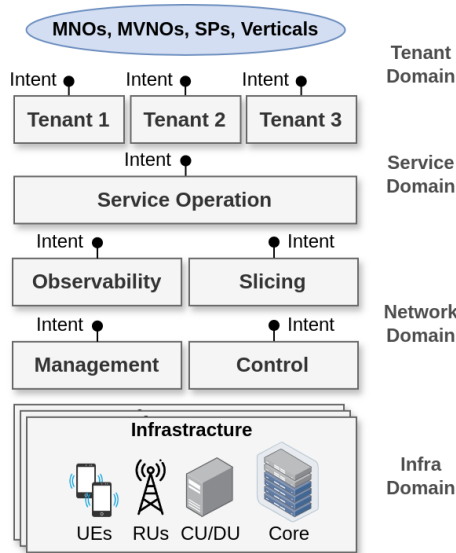 MNOs, MVNOs, SPs, Verticals
Tenant
Domain
Intent Intent Intent
Tenant 1 Tenant 2 Tenant 3
Intent
Service
Domain
Service Operation
Intent Intent
Observability Slicing
Network
Domain
Intent Intent
Management Control
Infrastracture
Infra
Domain
UEs RUs CU/DU Core